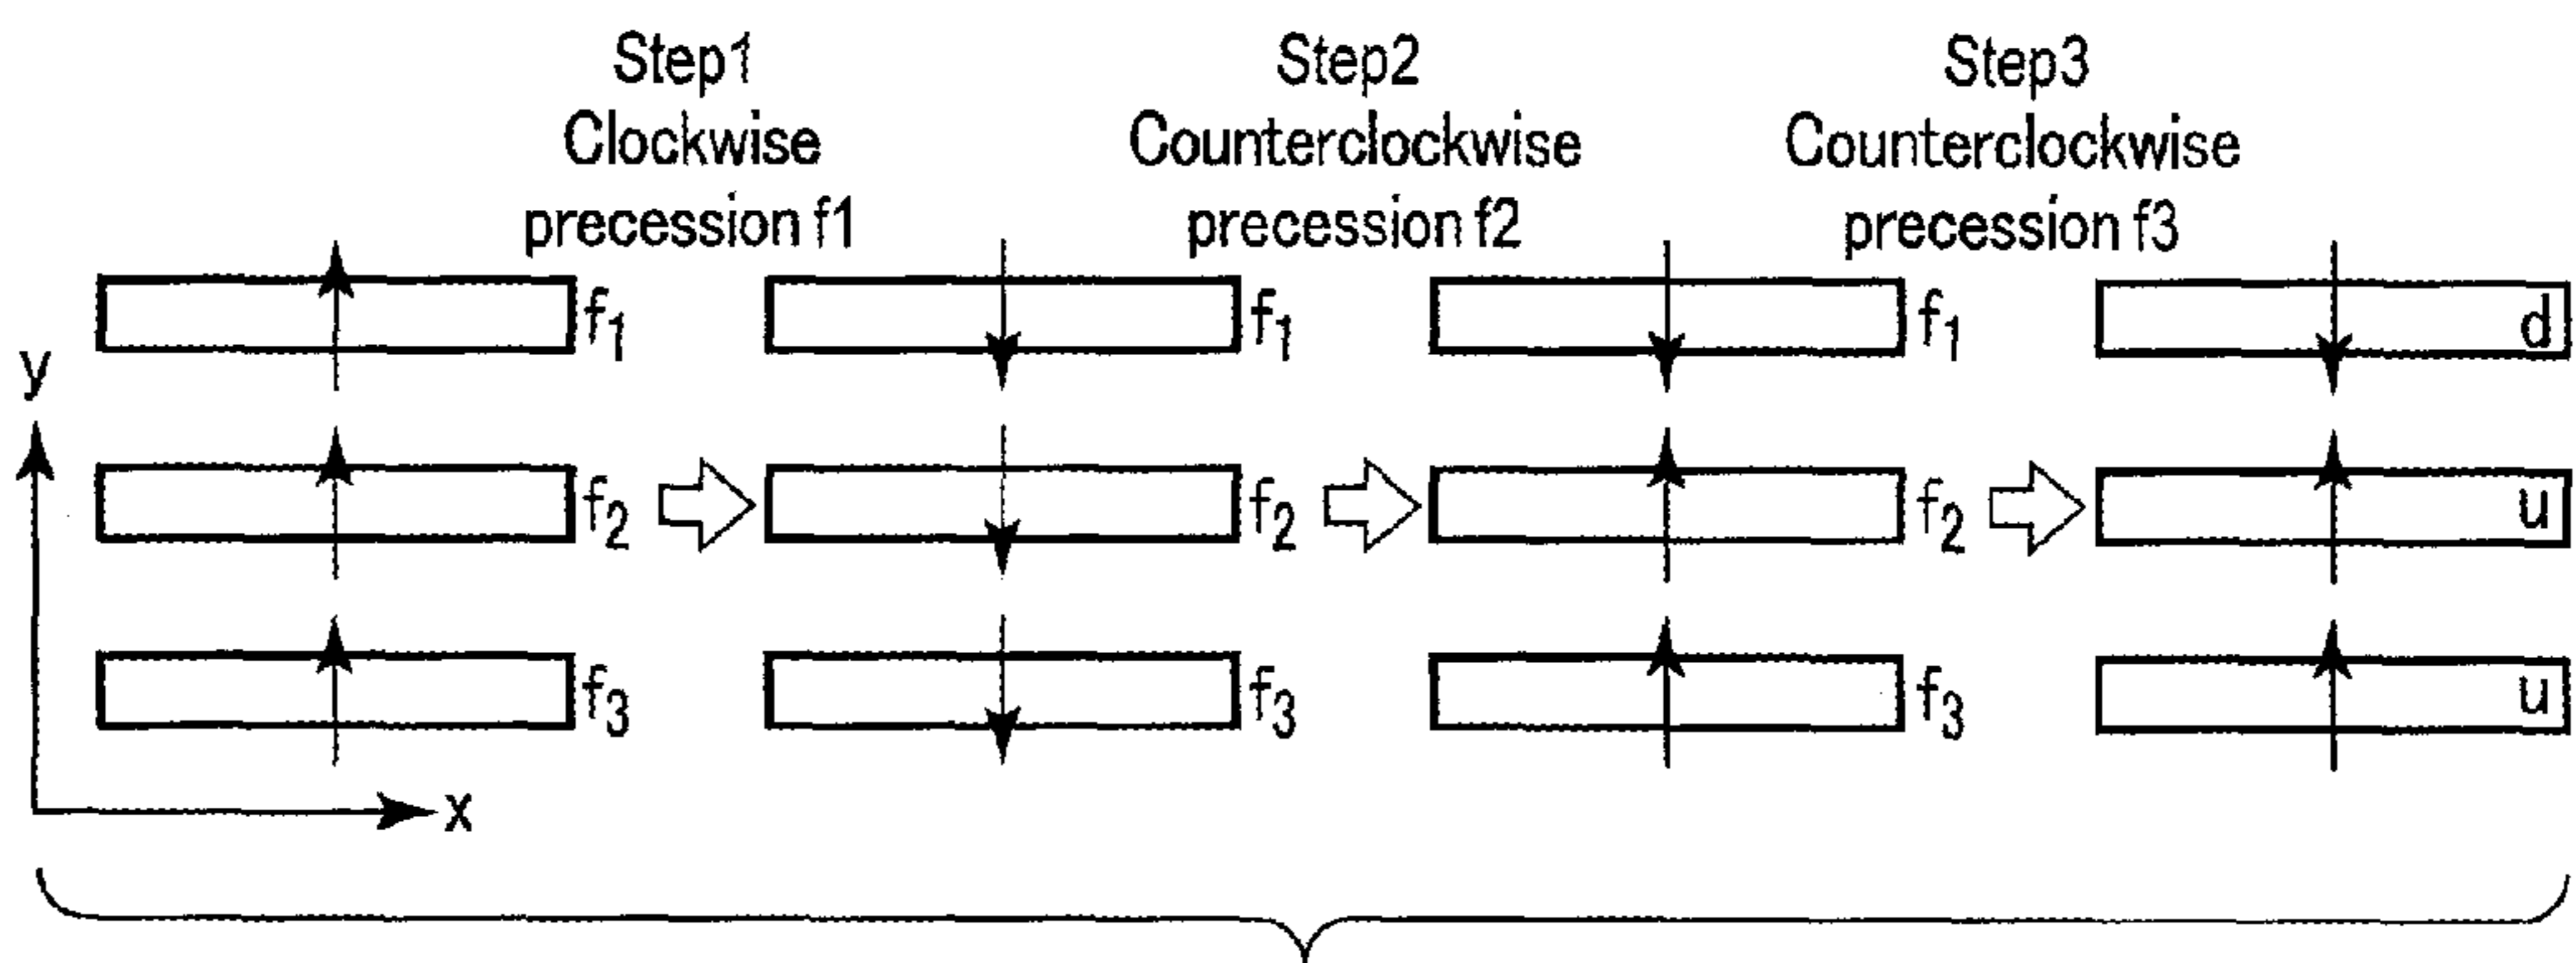 Step1
Clockwise
precession f1
Step2
Counterclockwise
precession f2
Step3
Counterclockwise
precession f3
f1 f1 f1 d
y
f2 f2 f2 u
f3 f3 f3 u
x